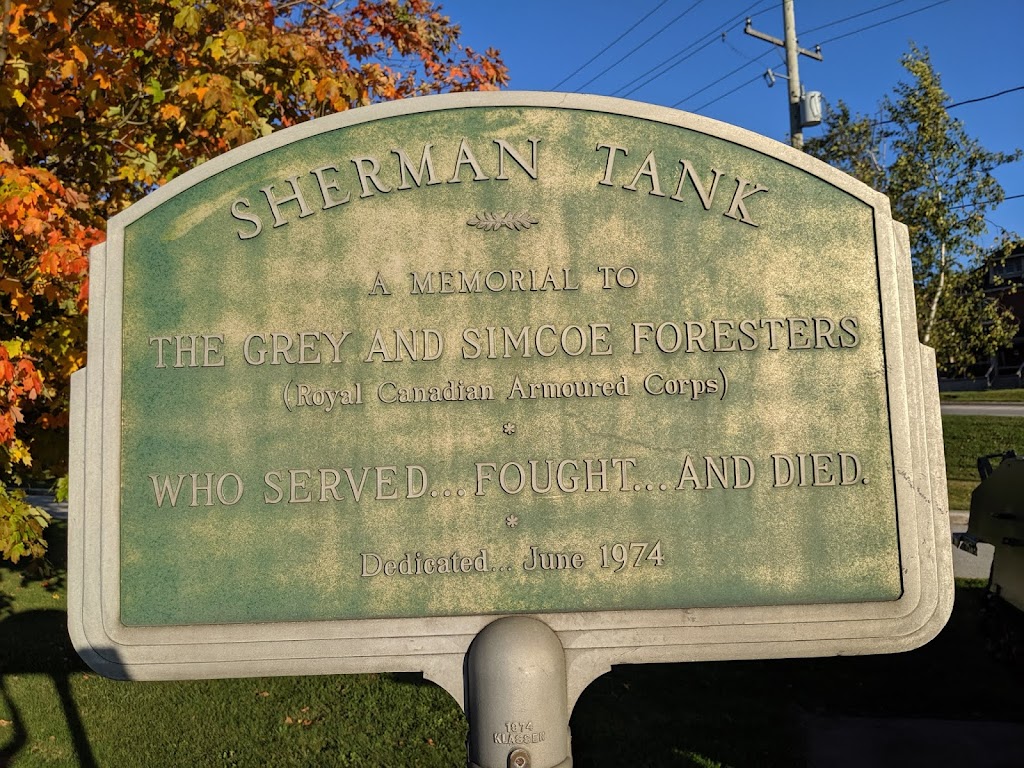 SHERMAN TANK
A MEMORIAL TO
THE GREY AND SIMCOE FORESTERS
(Royal Canadian Armoured Corps)
*
WHO SERVED... FOUGHT... AND DIED.
*
Dedicated... June 1974
1974
KLASSEN